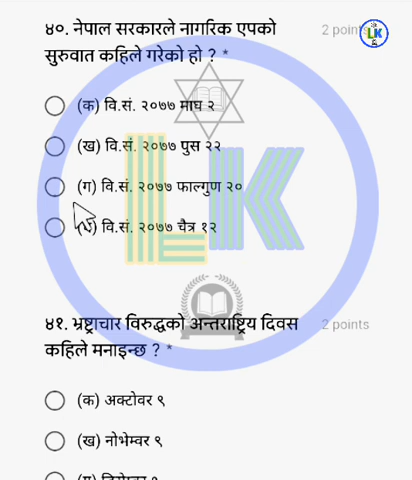 ४०. नेपाल सरकारले नागरिक एपको
2 points
सुरुवात कहिले गरेको हो ? *
LK
(क) वि.सं. २०७७ माघ २
(ख) वि.सं. २०७७ पुस २२
(ग) वि.सं. २०७७ फाल्गुण २०
वि.सं. २०७७ चैत्र १२
LK
४१. भ्रष्ट्राचार विरुद्धको अन्तराष्ट्रिय दिवस
2 points
कहिले मनाइन्छ ? *
(क) अक्टोवर ९
(ख) नोभेम्वर ९